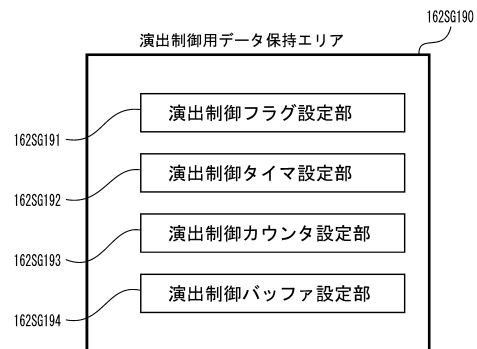 162SG190
演出制御用データ保持エリア
演出制御フラグ設定部
162SG191
演出制御タイマ設定部
162SG192
演出制御カウンタ設定部
162SG193
演出制御バッファ設定部
162SG194